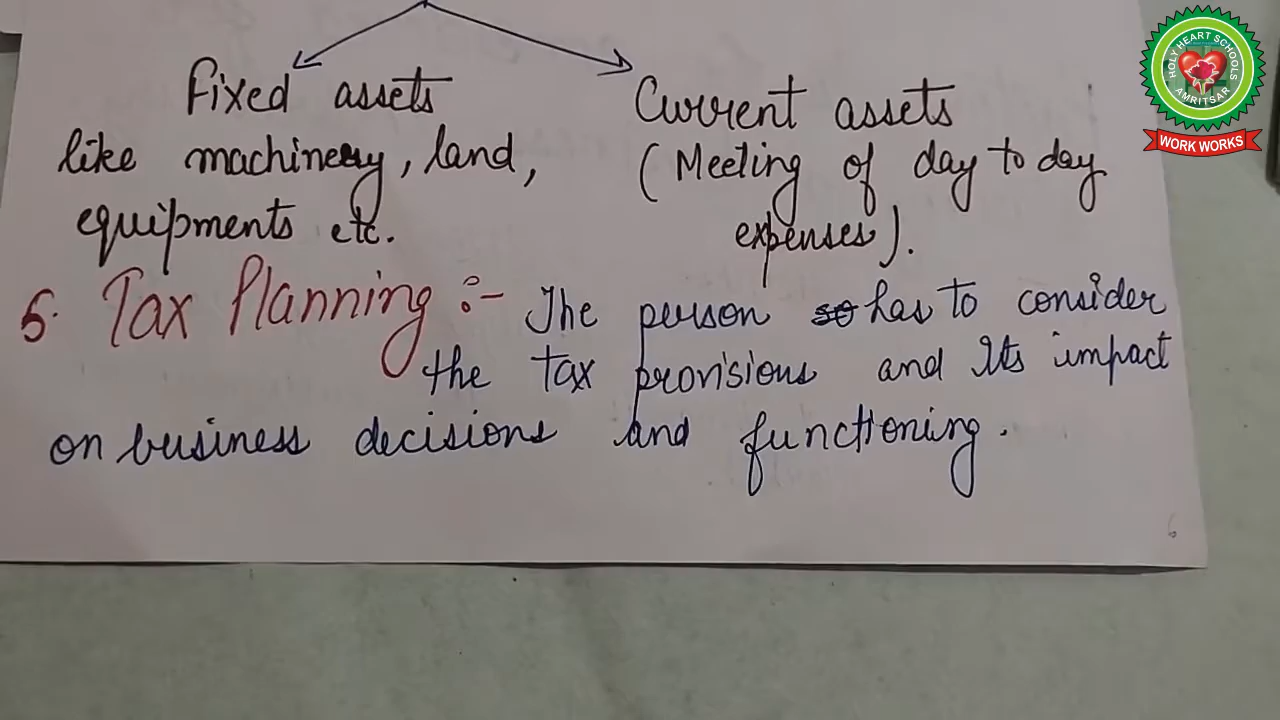 Fixed assets
Current assets
like machinery, land,
equipments etc.
(Meeting of day to day
expenses).
5. Tax Planning :- The person so has to consider
the Tax provisions and Its impact
on business decisions and functioning.
6
HOLY HEART SCHOOLS
AMRITSAR
WORK WORKS